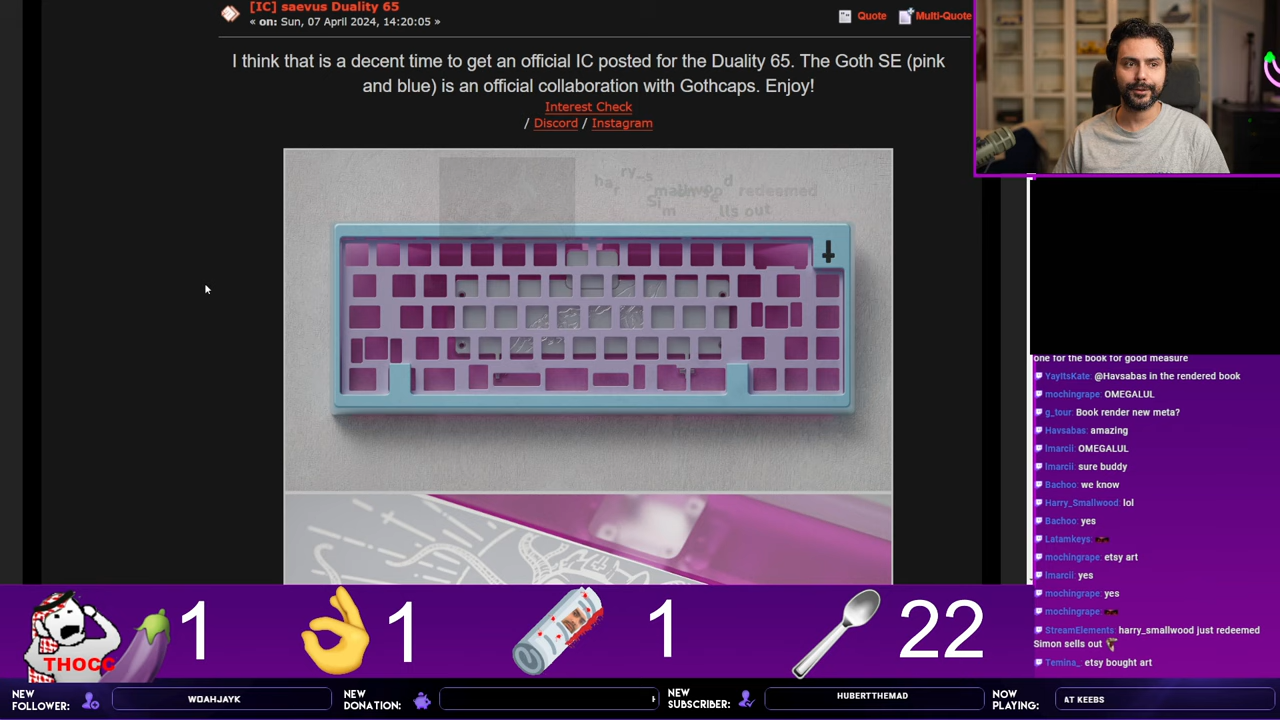 [IC] saevus Duality 65
« on: Sun, 07 April 2024, 14:20:05 »
Quote
Multi-Quote
I think that is a decent time to get an official IC posted for the Duality 65. The Goth SE (pink
and blue) is an official collaboration with Gothcaps. Enjoy!
Interest Check
/ Discord / Instagram
redeemed
lls out
one for the book for good measure
YayItsKate: @Havsabas in the rendered book
mochingrape: OMEGALUL
g_tour: Book render new meta?
Havsabas: amazing
lmarcii: OMEGALUL
lmarcii: sure buddy
Bachoo: we know
Harry_Smallwood: lol
Bachoo: yes
Latamkeys:
mochingrape: etsy art
lmarcii: yes
mochingrape: yes
mochingrape:
StreamElements: harry_smallwood just redeemed
Simon sells out
Temina_: etsy bought art
THOCC
1
1
1
22
NEW
FOLLOWER:
WOAHJAYK
NEW
DONATION:
NEW
SUBSCRIBER:
HUBERTTHEMAD
NOW
PLAYING:
AT KEEBS